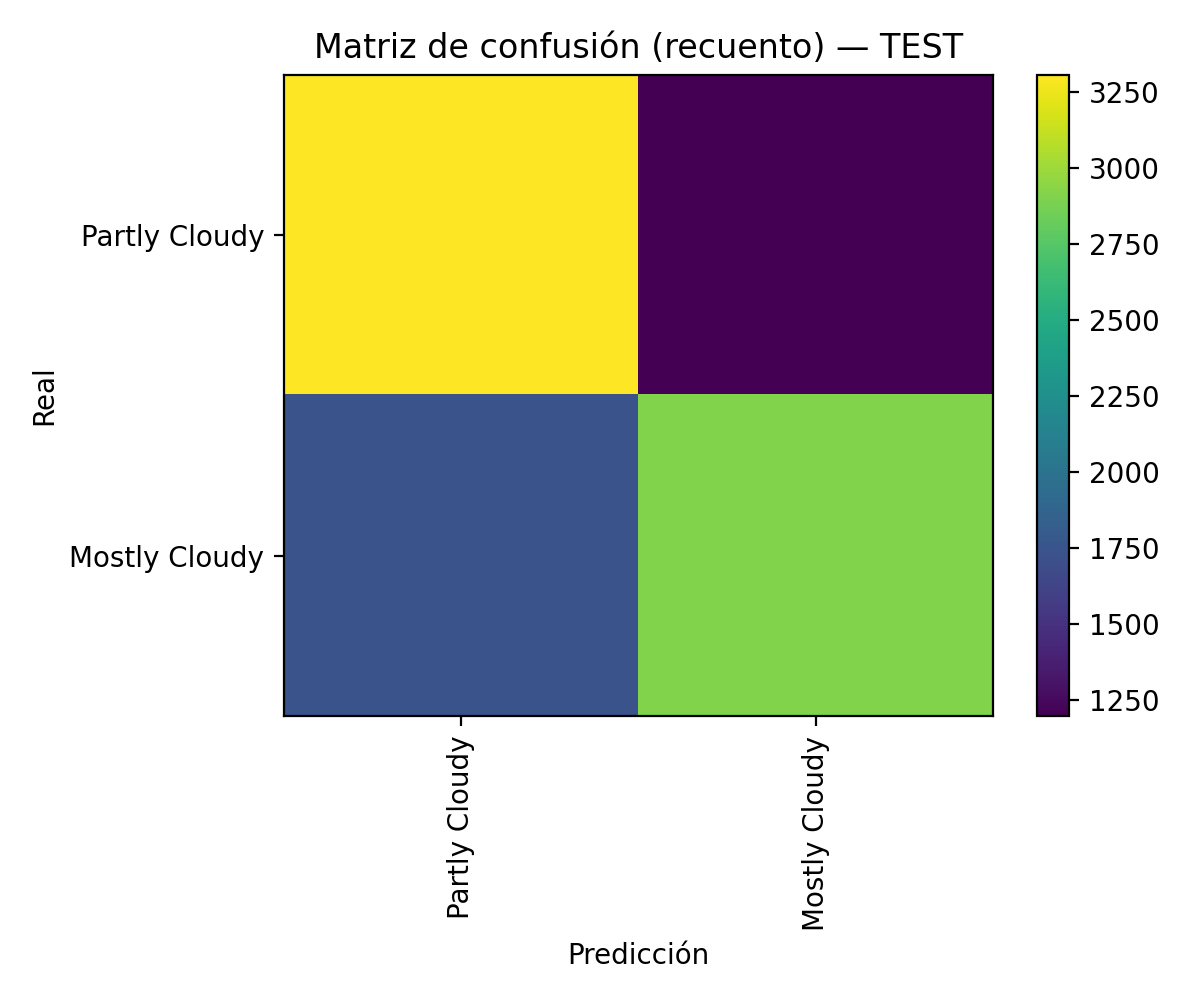 Matriz de confusión (recuento) — TEST
Real
Partly Cloudy
Mostly Cloudy
Partly Cloudy
Mostly Cloudy
Predicción
3250
3000
2750
2500
2250
2000
1750
1500
1250